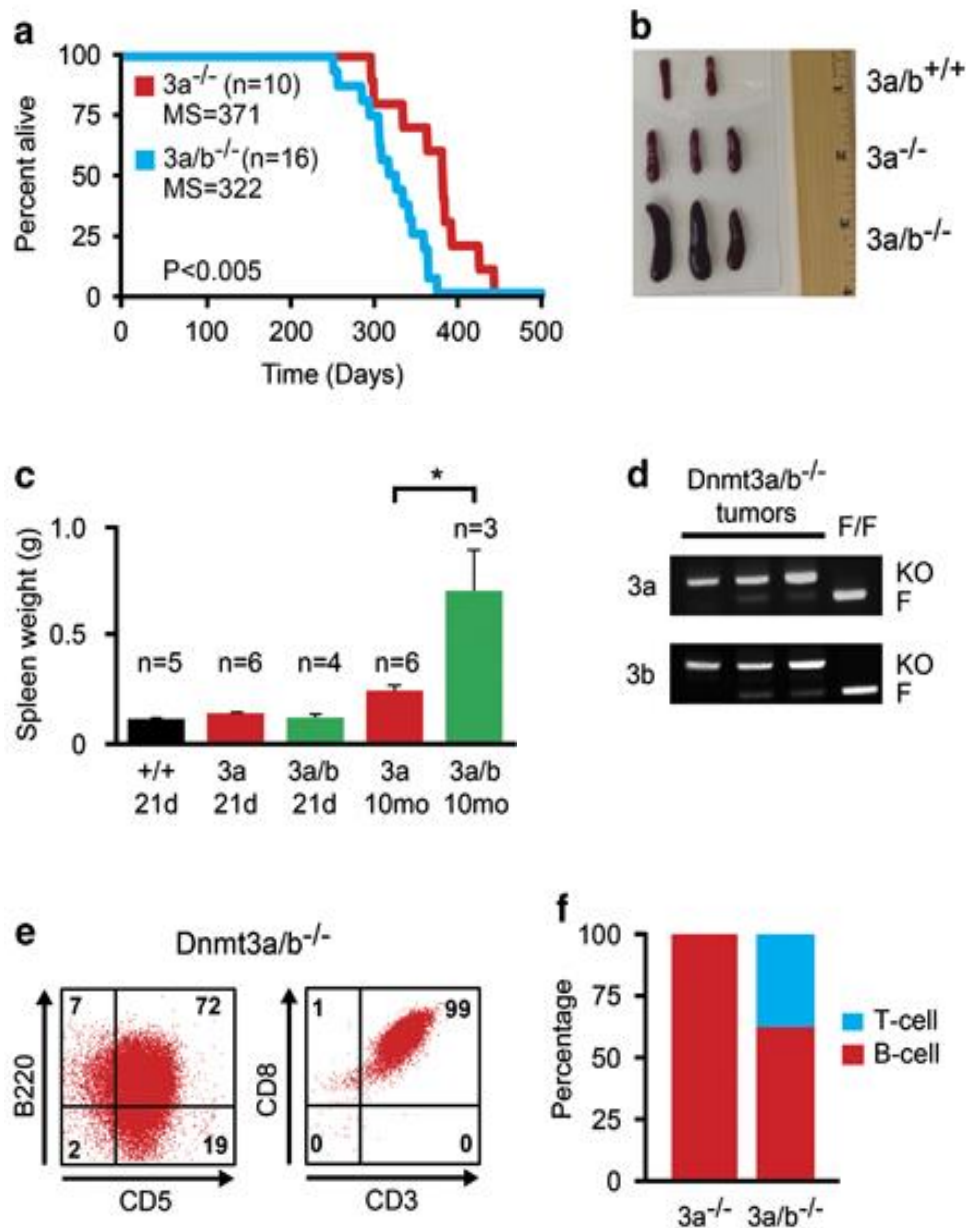 a
100
75
50
25
0
Percent alive
3a-/- (n=10)
MS=371
3a/b-/- (n=16)
MS=322
P<0.005
0 100 200 300 400 500
Time (Days)
b
3a/b+/+
3a-/-
3a/b-/-
c
1.0
0.5
0
Spleen weight (g)
*
n=5 n=6 n=4 n=6 n=3
+/+ 3a 3a/b 3a 3a/b
21d 21d 21d 10mo 10mo
d
Dnmt3a/b-/-
tumors
F/F
3a
KO
F
3b
KO
F
e
Dnmt3a/b-/-
7 72
2 19
B220
CD5
1 99
0 0
CD8
CD3
f
100
75
50
25
0
Percentage
T-cell
B-cell
3a-/- 3a/b-/-